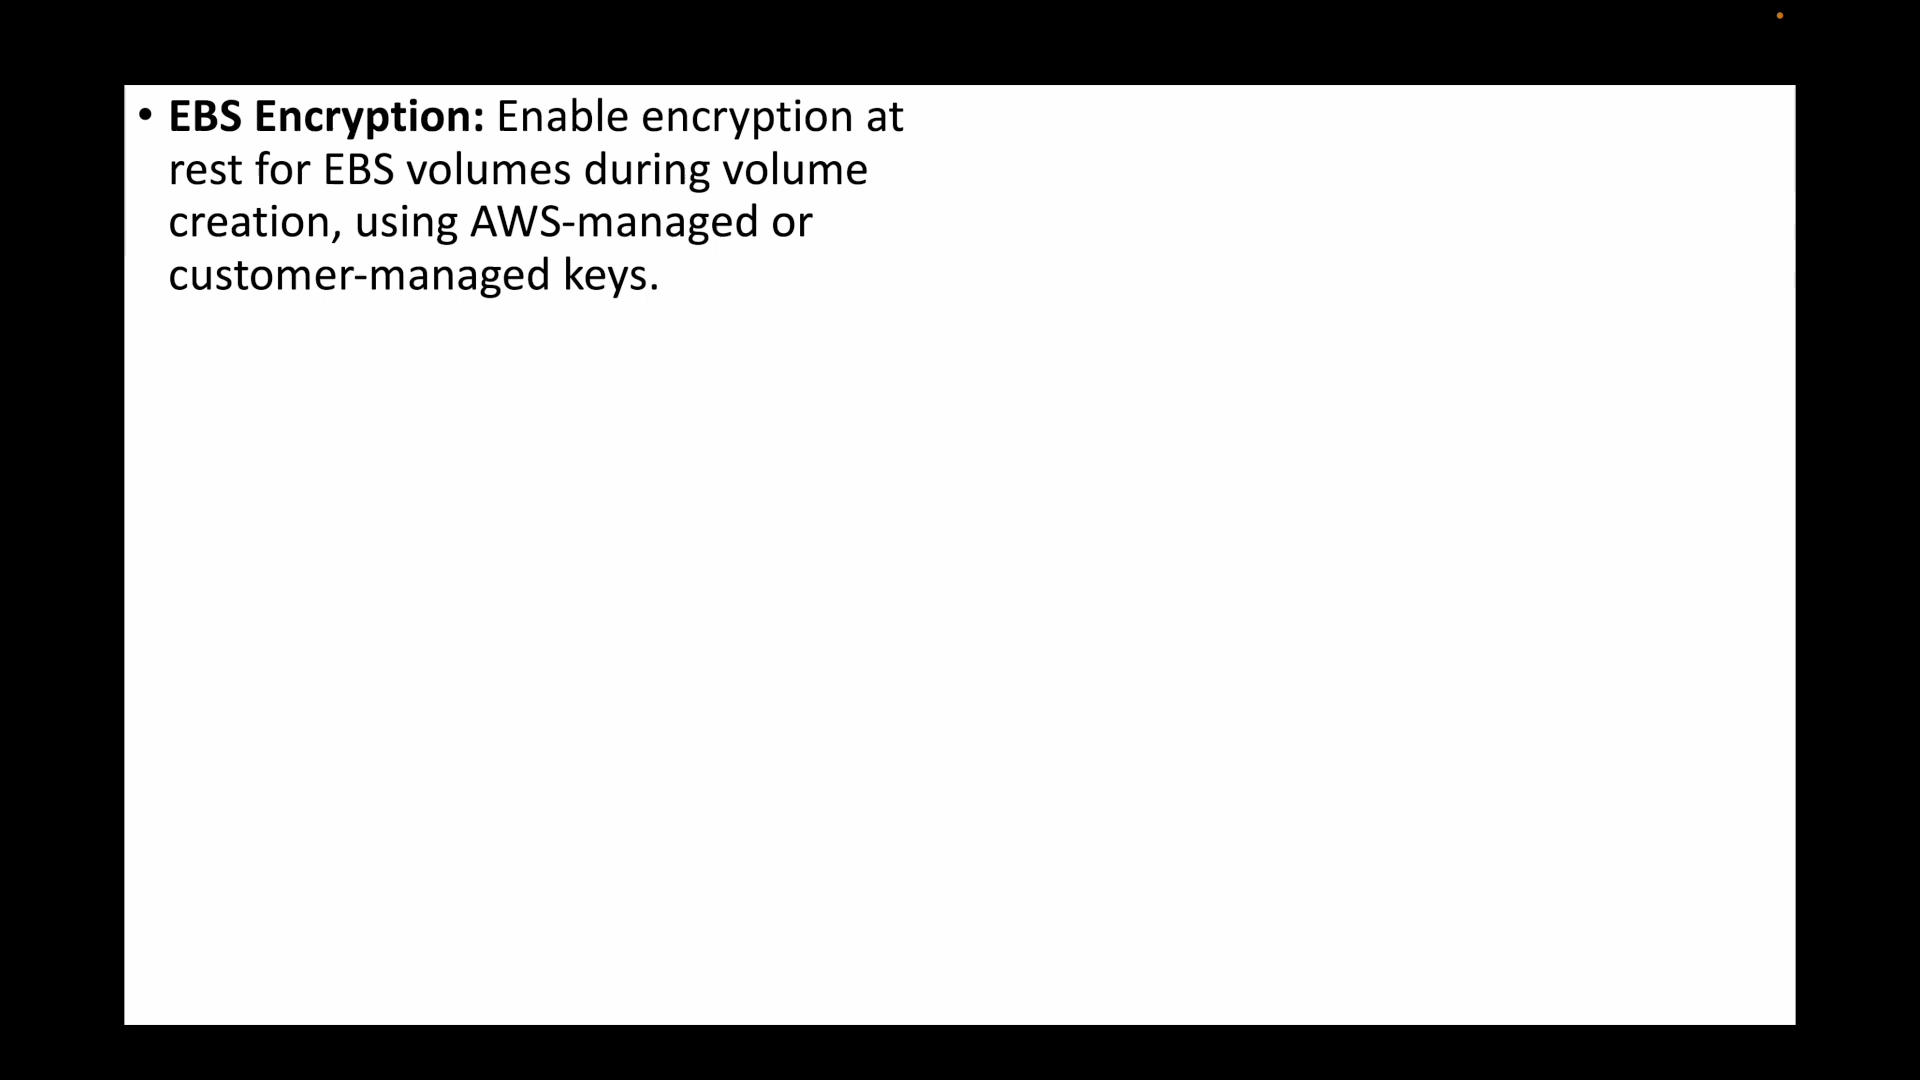 • EBS Encryption: Enable encryption at
rest for EBS volumes during volume
creation, using AWS-managed or
customer-managed keys.